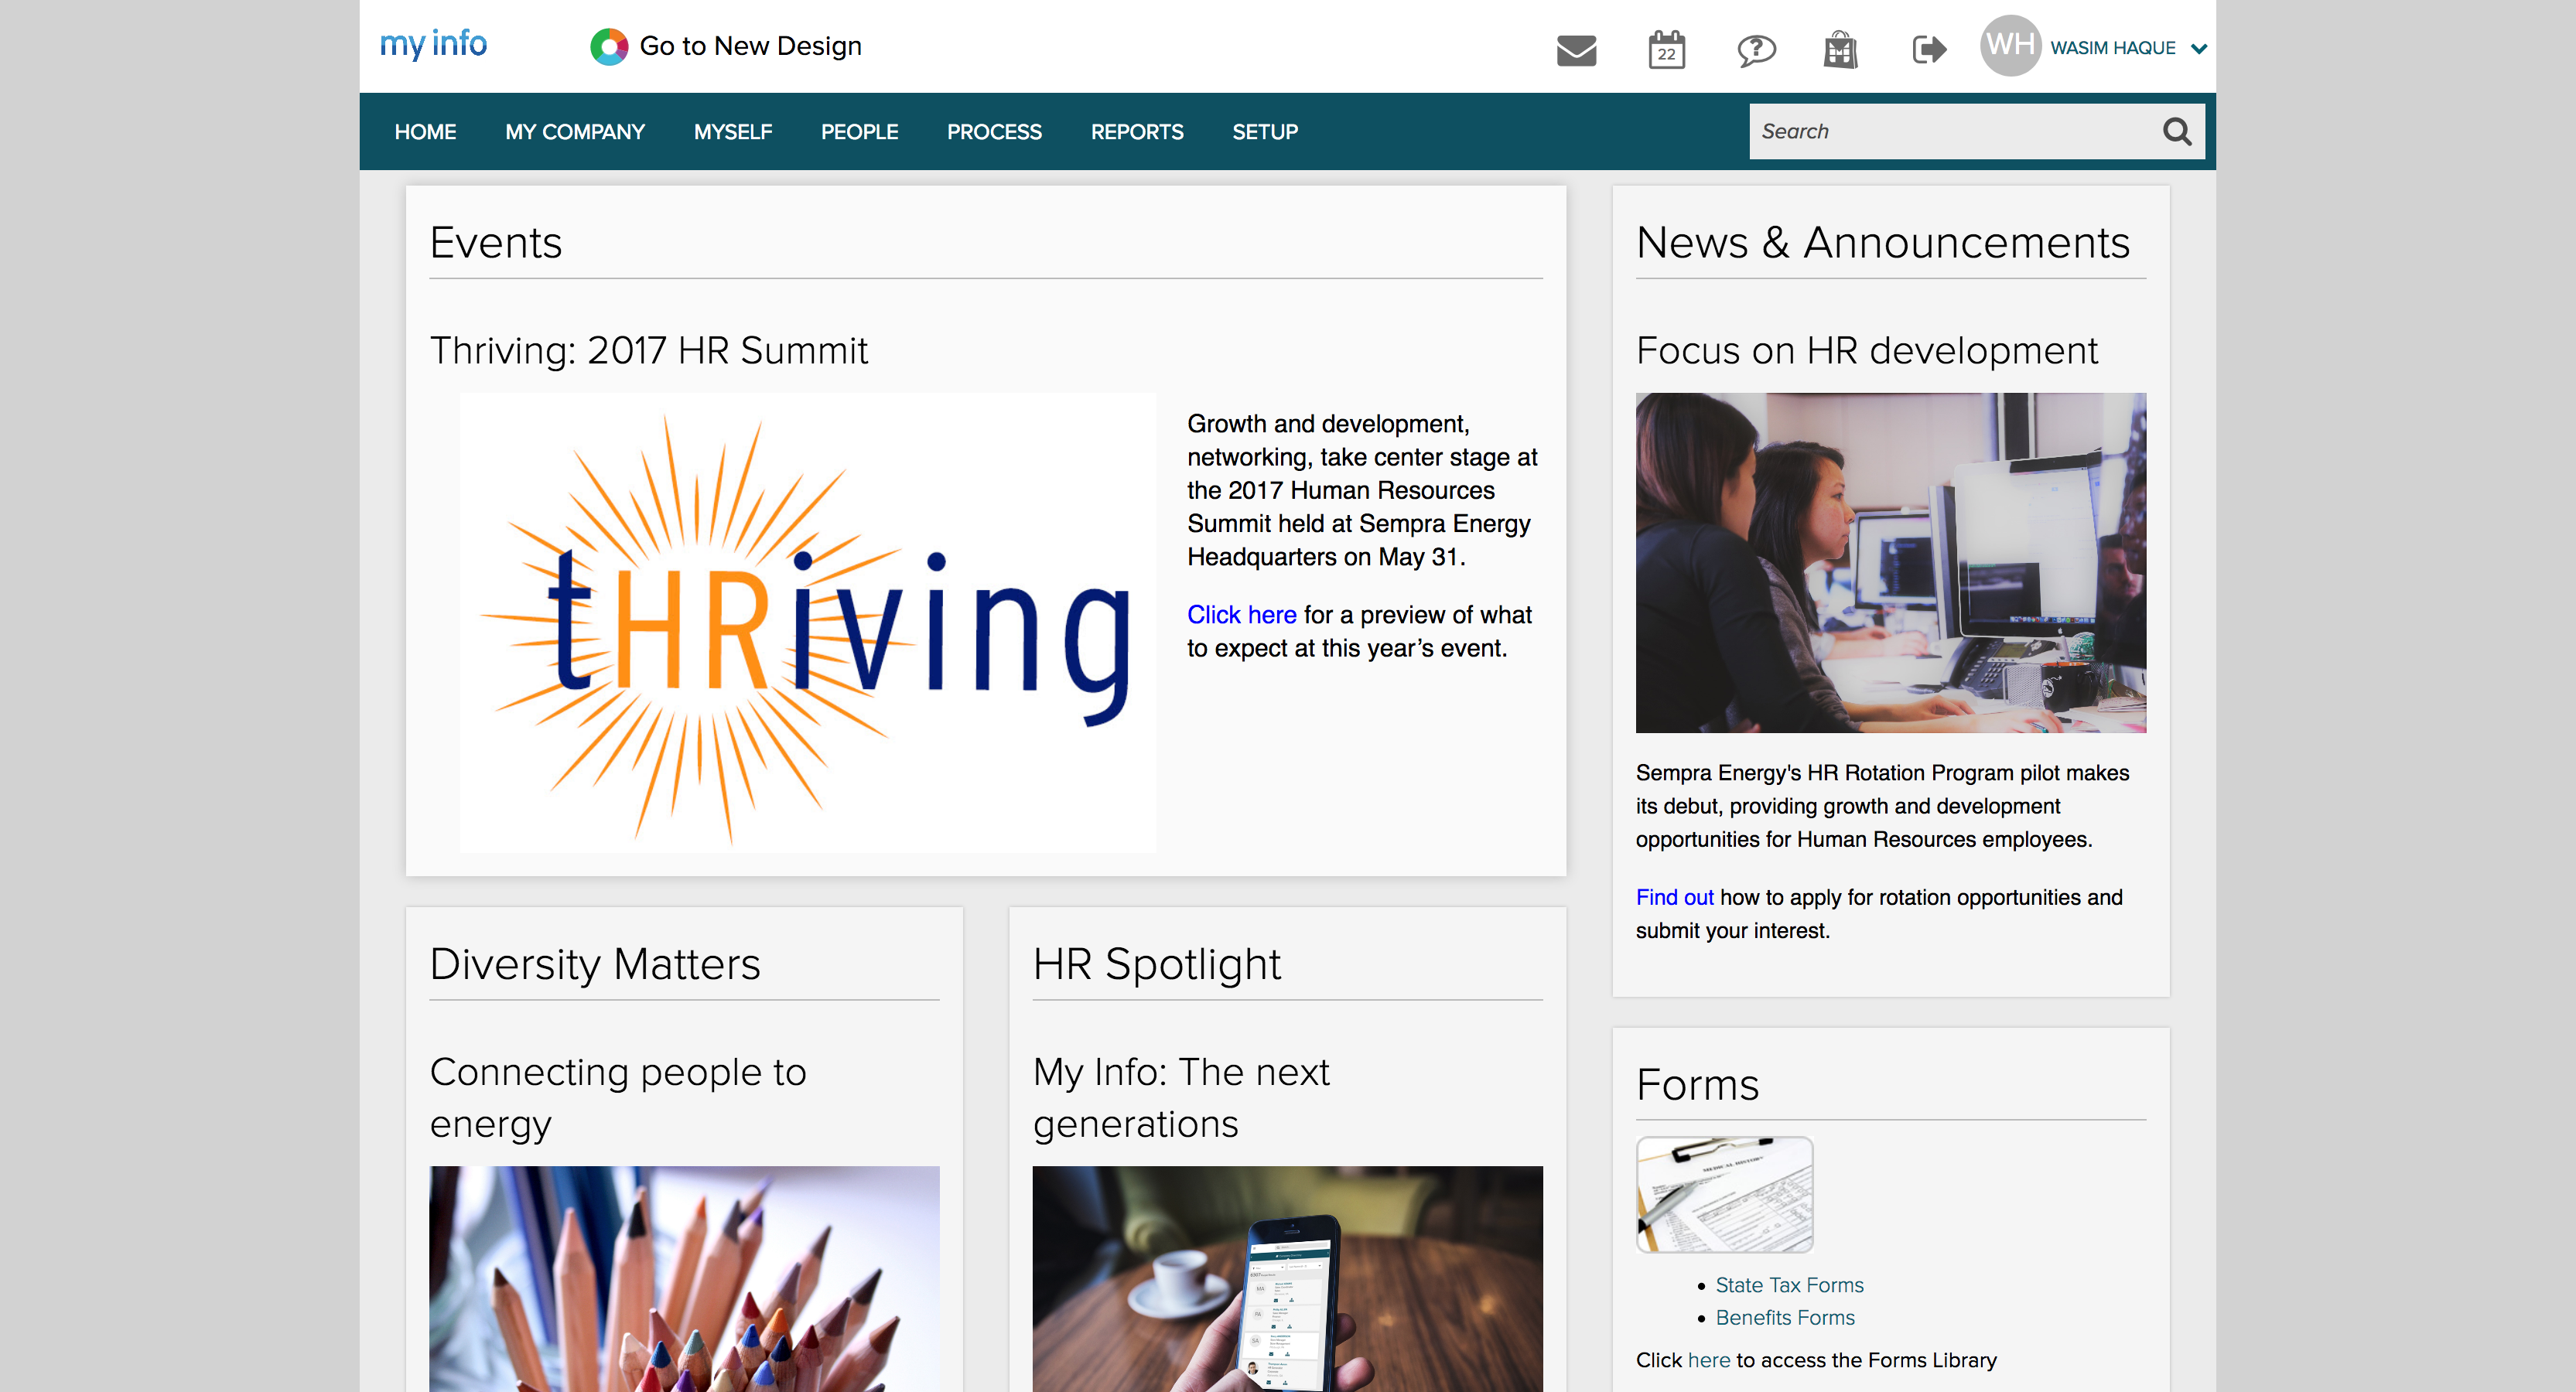 my info
Go to New Design
22
WH
WASIM HAQUE
HOME
MY COMPANY
MYSELF
PEOPLE
PROCESS
REPORTS
SETUP
Search
Events
Thriving: 2017 HR Summit
tHRiving
Growth and development,
networking, take center stage at
the 2017 Human Resources
Summit held at Sempra Energy
Headquarters on May 31.
Click here for a preview of what
to expect at this year’s event.
News & Announcements
Focus on HR development
Sempra Energy's HR Rotation Program pilot makes
its debut, providing growth and development
opportunities for Human Resources employees.
Find out how to apply for rotation opportunities and
submit your interest.
Diversity Matters
Connecting people to
energy
HR Spotlight
My Info: The next
generations
Forms
MEDICAL HISTORY
State Tax Forms
Benefits Forms
Click here to access the Forms Library